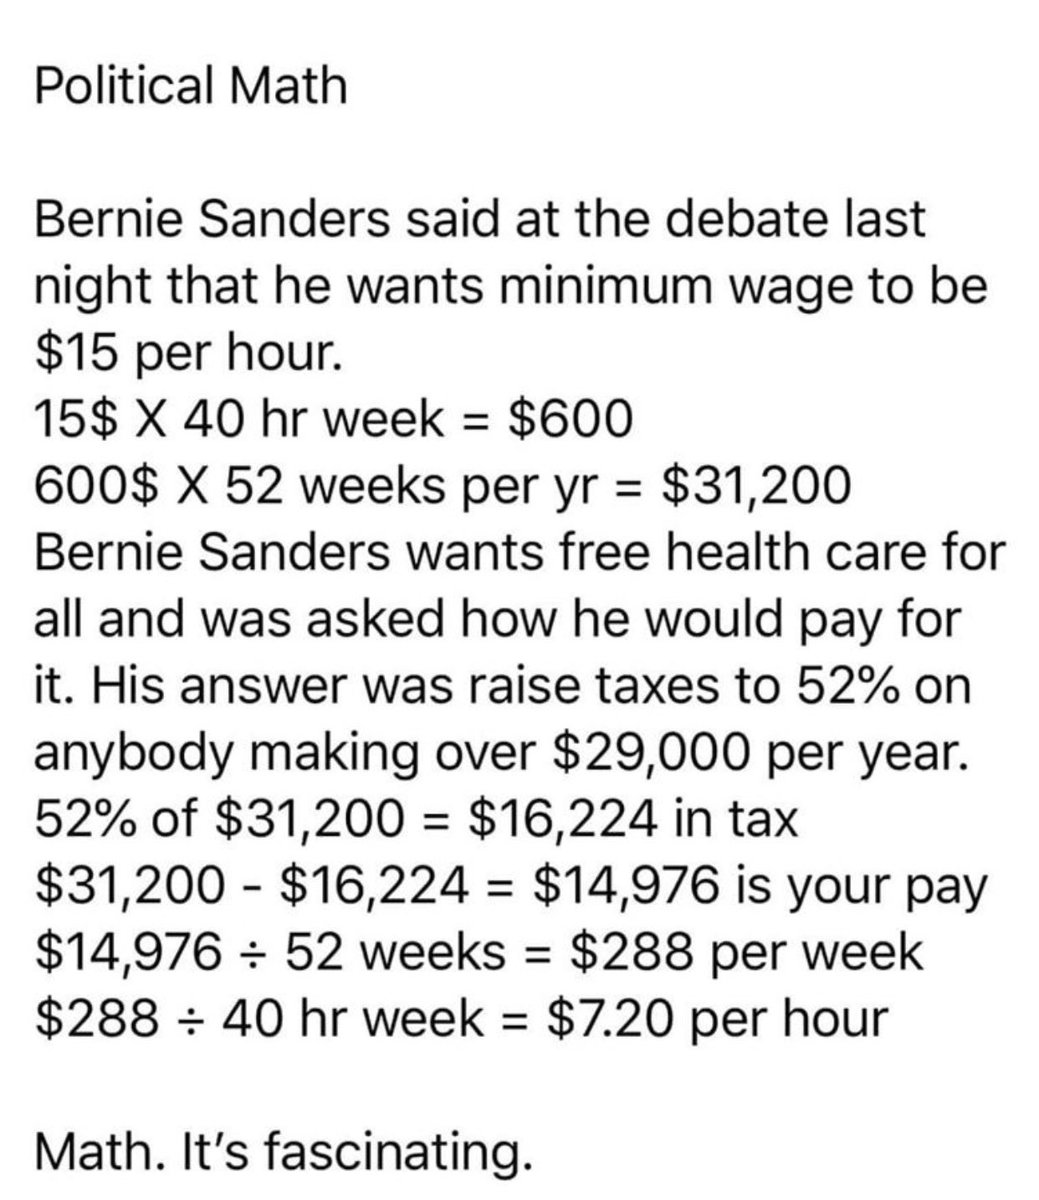 Political Math
Bernie Sanders said at the debate last
night that he wants minimum wage to be
$15 per hour.
15$ X 40 hr week = $600
600$ X 52 weeks per yr = $31,200
Bernie Sanders wants free health care for
all and was asked how he would pay for
it. His answer was raise taxes to 52% on
anybody making over $29,000 per year.
52% of $31,200 = $16,224 in tax
$31,200 - $16,224 = $14,976 is your pay
$14,976 ÷ 52 weeks = $288 per week
$288 ÷ 40 hr week = $7.20 per hour
Math. It’s fascinating.